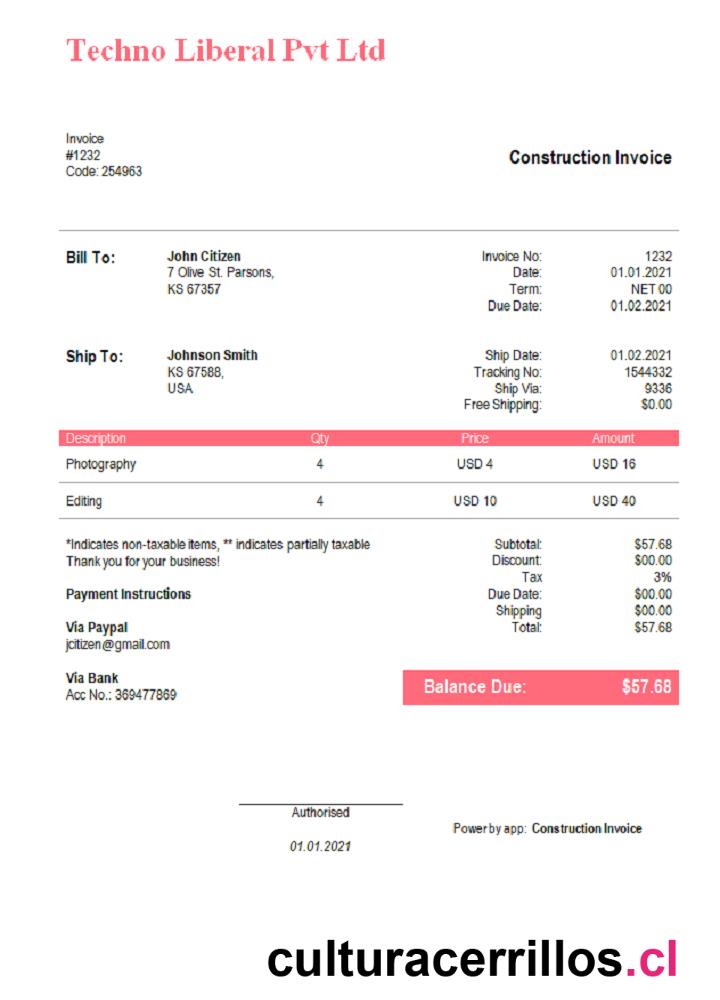 Techno Liberal Pvt Ltd
Invoice
#1232
Code: 254963
Construction Invoice
Bill To:
John Citizen
7 Olive St. Parsons,
KS 67357
Invoice No: 1232
Date: 01.01.2021
Term: NET 00
Due Date: 01.02.2021
Ship To:
Johnson Smith
KS 67588,
USA
Ship Date: 01.02.2021
Tracking No: 1544332
Ship Via: 9336
Free Shipping: $0.00
Description Qty Price Amount
Photography 4 USD 4 USD 16
Editing 4 USD 10 USD 40
*Indicates non-taxable items, ** indicates partially taxable
Thank you for your business!
Payment Instructions
Via Paypal
jcitizen@gmail.com
Via Bank
Acc No.: 369477869
Subtotal: $57.68
Discount: $00.00
Tax 3%
Due Date: $00.00
Shipping $00.00
Total: $57.68
Balance Due: $57.68
Authorised
01.01.2021
Power by app: Construction Invoice
culturacerrillos.cl